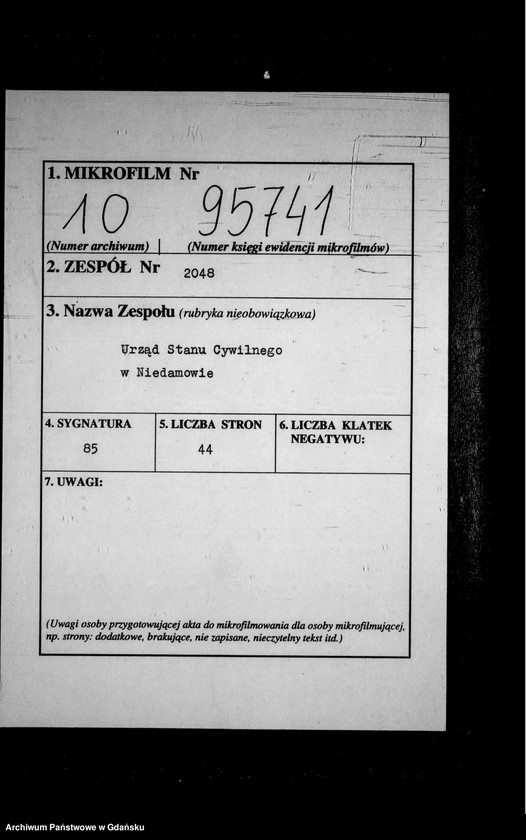 1. MIKROFILM Nr
10 95741
(Numer archiwum) (Numer księgi ewidencji mikrofilmów)
2. ZESPÓŁ Nr 2048
3. Nazwa Zespołu (rubryka nieobowiązkowa)
Urząd Stanu Cywilnego
w Niedamowie
4. SYGNATURA 5. LICZBA STRON 6. LICZBA KLATEK
NEGATYWU:
85 44
7. UWAGI:
(Uwagi osoby przygotowującej akta do mikrofilmowania dla osoby mikrofilmującej,
np. strony: dodatkowe, brakujące, nie zapisane, nieczytelny tekst itd.)
Archiwum Państwowe w Gdańsku